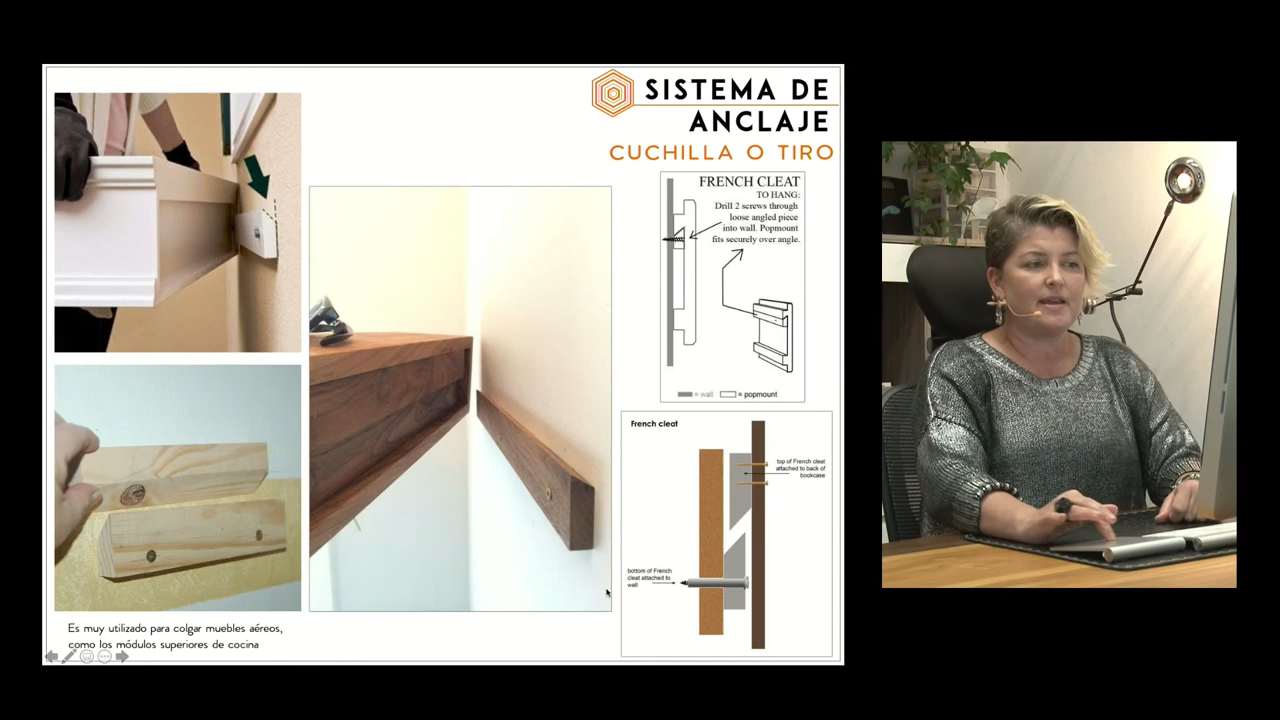 SISTEMA DE
ANCLAJE
CUCHILLA O TIRO
FRENCH CLEAT
TO HANG:
Drill 2 screws through
loose angled piece
into wall. Popmount
fits securely over angle.
= wall
= popmount
French cleat
top of French cleat
attached to back of
bookcase
bottom of French
cleat attached to
wall
Es muy utilizado para colgar muebles aéreos,
como los módulos superiores de cocina